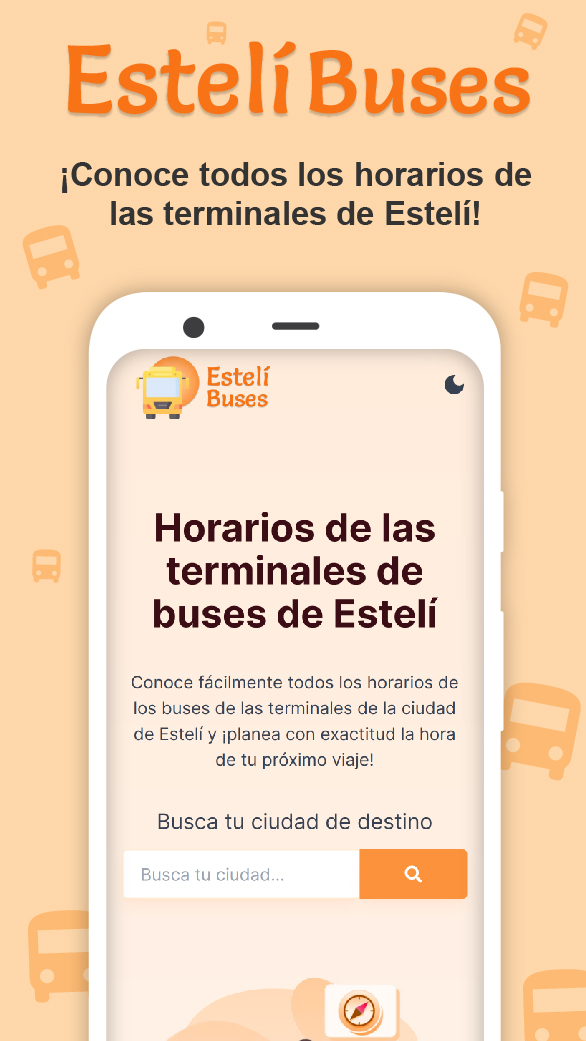 Estelí Buses
¡Conoce todos los horarios de
las terminales de Estelí!
Estelí
Buses
Horarios de las
terminales de
buses de Estelí
Conoce fácilmente todos los horarios de
los buses de las terminales de la ciudad
de Estelí y ¡planea con exactitud la hora
de tu próximo viaje!
Busca tu ciudad de destino
Busca tu ciudad...